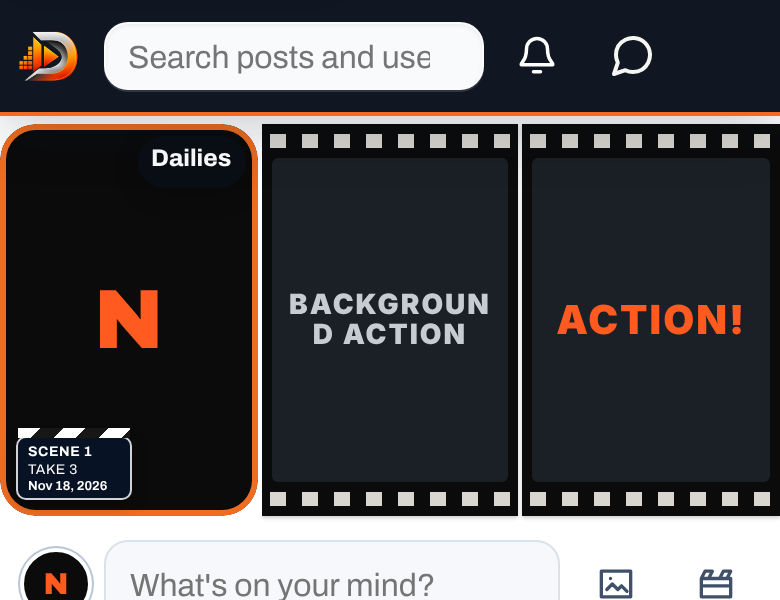 Search posts and use
Dailies
N
SCENE 1
TAKE 3
Nov 18, 2026
BACKGROUN
D ACTION
ACTION!
N
What's on your mind?